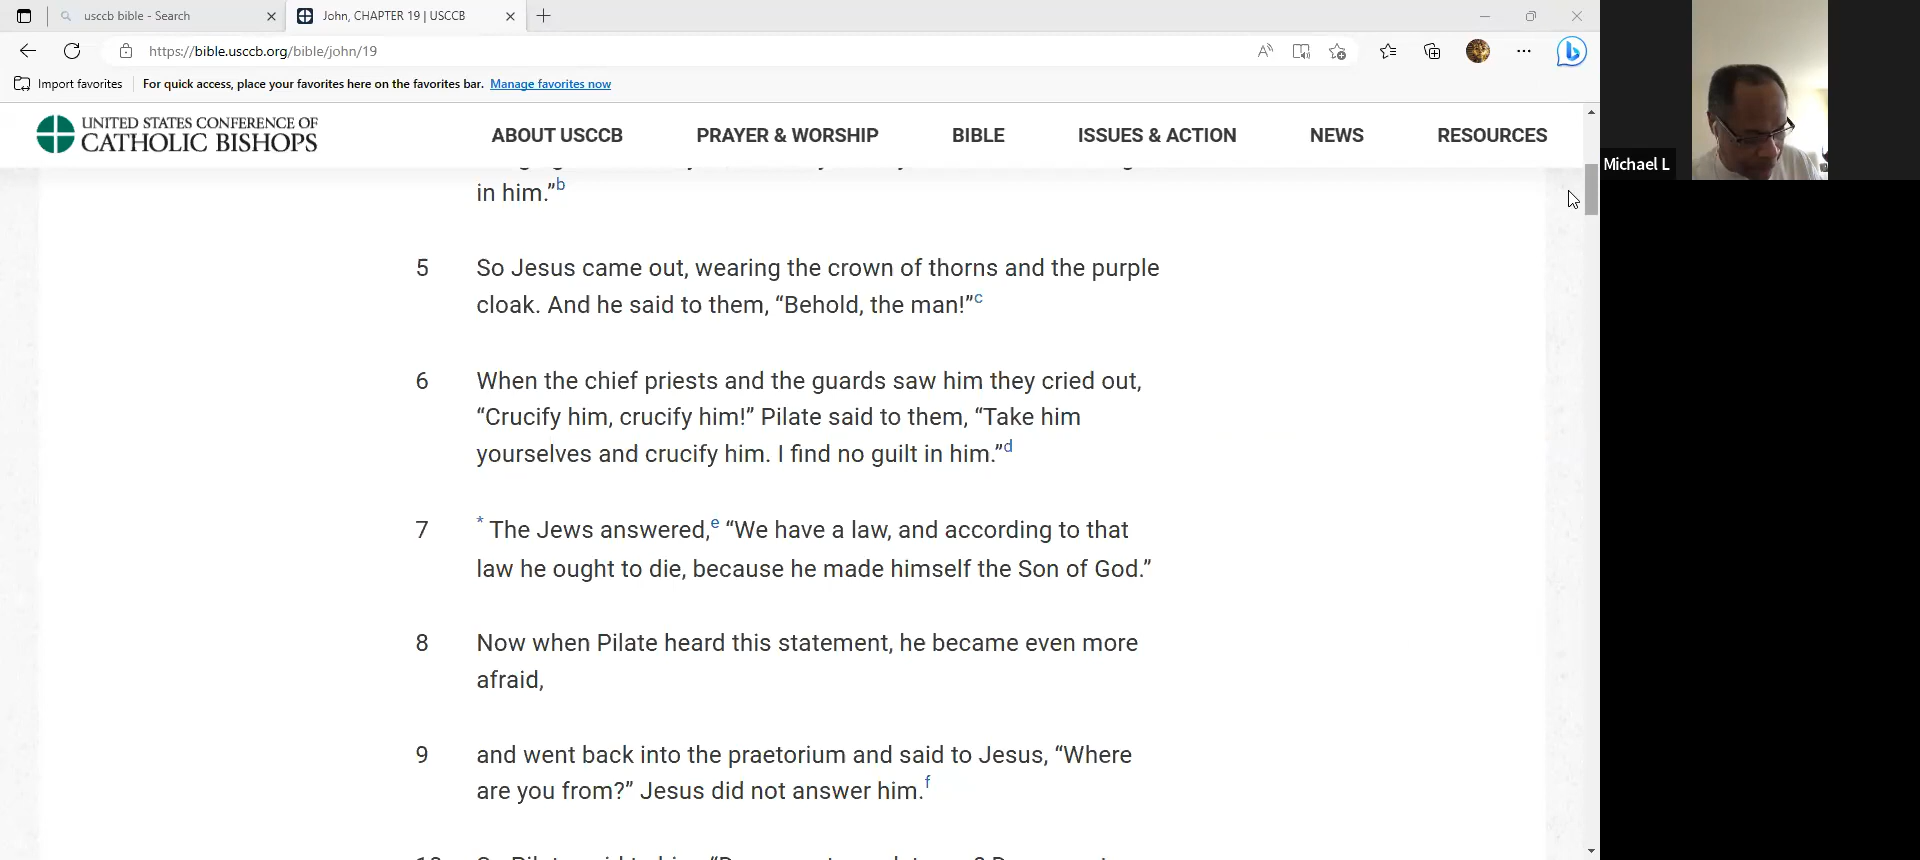 usccb bible - Search
John, CHAPTER 19 | USCCB
https://bible.usccb.org/bible/john/19
Import favorites
For quick access, place your favorites here on the favorites bar. Manage favorites now
UNITED STATES CONFERENCE OF
CATHOLIC BISHOPS
ABOUT USCCB PRAYER & WORSHIP BIBLE ISSUES & ACTION NEWS RESOURCES
Michael L
in him.”b
5 So Jesus came out, wearing the crown of thorns and the purple
cloak. And he said to them, “Behold, the man!”c
6 When the chief priests and the guards saw him they cried out,
“Crucify him, crucify him!” Pilate said to them, “Take him
yourselves and crucify him. I find no guilt in him.”d
7 * The Jews answered,e “We have a law, and according to that
law he ought to die, because he made himself the Son of God.”
8 Now when Pilate heard this statement, he became even more
afraid,
9 and went back into the praetorium and said to Jesus, “Where
are you from?” Jesus did not answer him.f